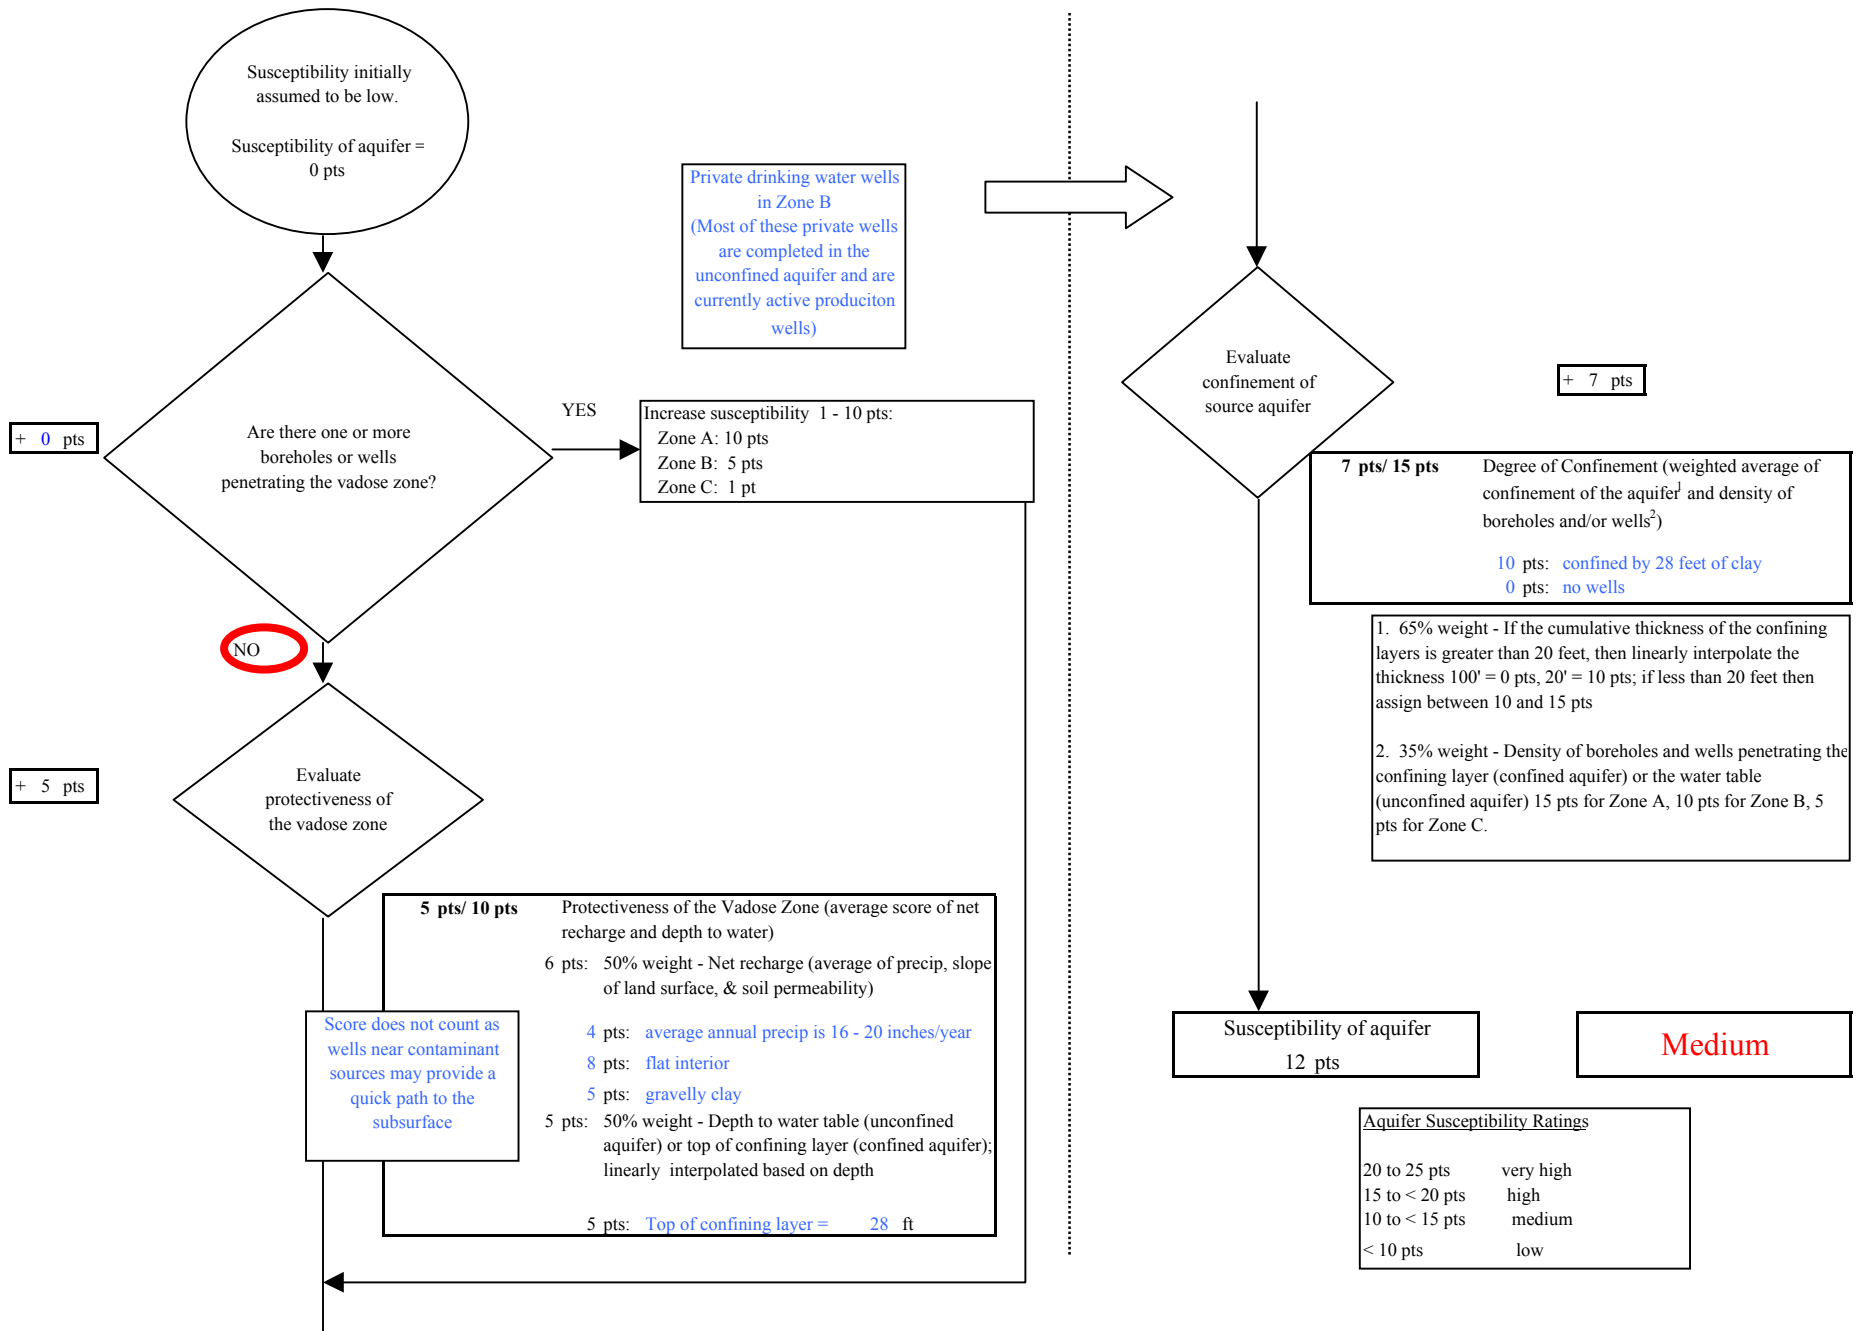 Susceptibility initially
assumed to be low.
Susceptibility of aquifer =
0 pts
Private drinking water wells
in Zone B
(Most of these private wells
are completed in the
unconfined aquifer and are
currently active produciton
wells)
+ 0 pts
Are there one or more
boreholes or wells
penetrating the vadose zone?
YES
Increase susceptibility 1 - 10 pts:
Zone A: 10 pts
Zone B: 5 pts
Zone C: 1 pt
NO
+ 5 pts
Evaluate
protectiveness of
the vadose zone
5 pts/ 10 pts Protectiveness of the Vadose Zone (average score of net
recharge and depth to water)
6 pts: 50% weight - Net recharge (average of precip, slope
of land surface, & soil permeability)
4 pts: average annual precip is 16 - 20 inches/year
8 pts: flat interior
5 pts: gravelly clay
5 pts: 50% weight - Depth to water table (unconfined
aquifer) or top of confining layer (confined aquifer);
linearly interpolated based on depth
5 pts: Top of confining layer = 28 ft
Score does not count as
wells near contaminant
sources may provide a
quick path to the
subsurface
Evaluate
confinement of
source aquifer
+ 7 pts
7 pts/ 15 pts Degree of Confinement (weighted average of
confinement of the aquifer1 and density of
boreholes and/or wells2)
10 pts: confined by 28 feet of clay
0 pts: no wells
1. 65% weight - If the cumulative thickness of the confining
layers is greater than 20 feet, then linearly interpolate the
thickness 100' = 0 pts, 20' = 10 pts; if less than 20 feet then
assign between 10 and 15 pts
2. 35% weight - Density of boreholes and wells penetrating the
confining layer (confined aquifer) or the water table
(unconfined aquifer) 15 pts for Zone A, 10 pts for Zone B, 5
pts for Zone C.
Susceptibility of aquifer
12 pts
Medium
Aquifer Susceptibility Ratings
20 to 25 pts very high
15 to < 20 pts high
10 to < 15 pts medium
< 10 pts low